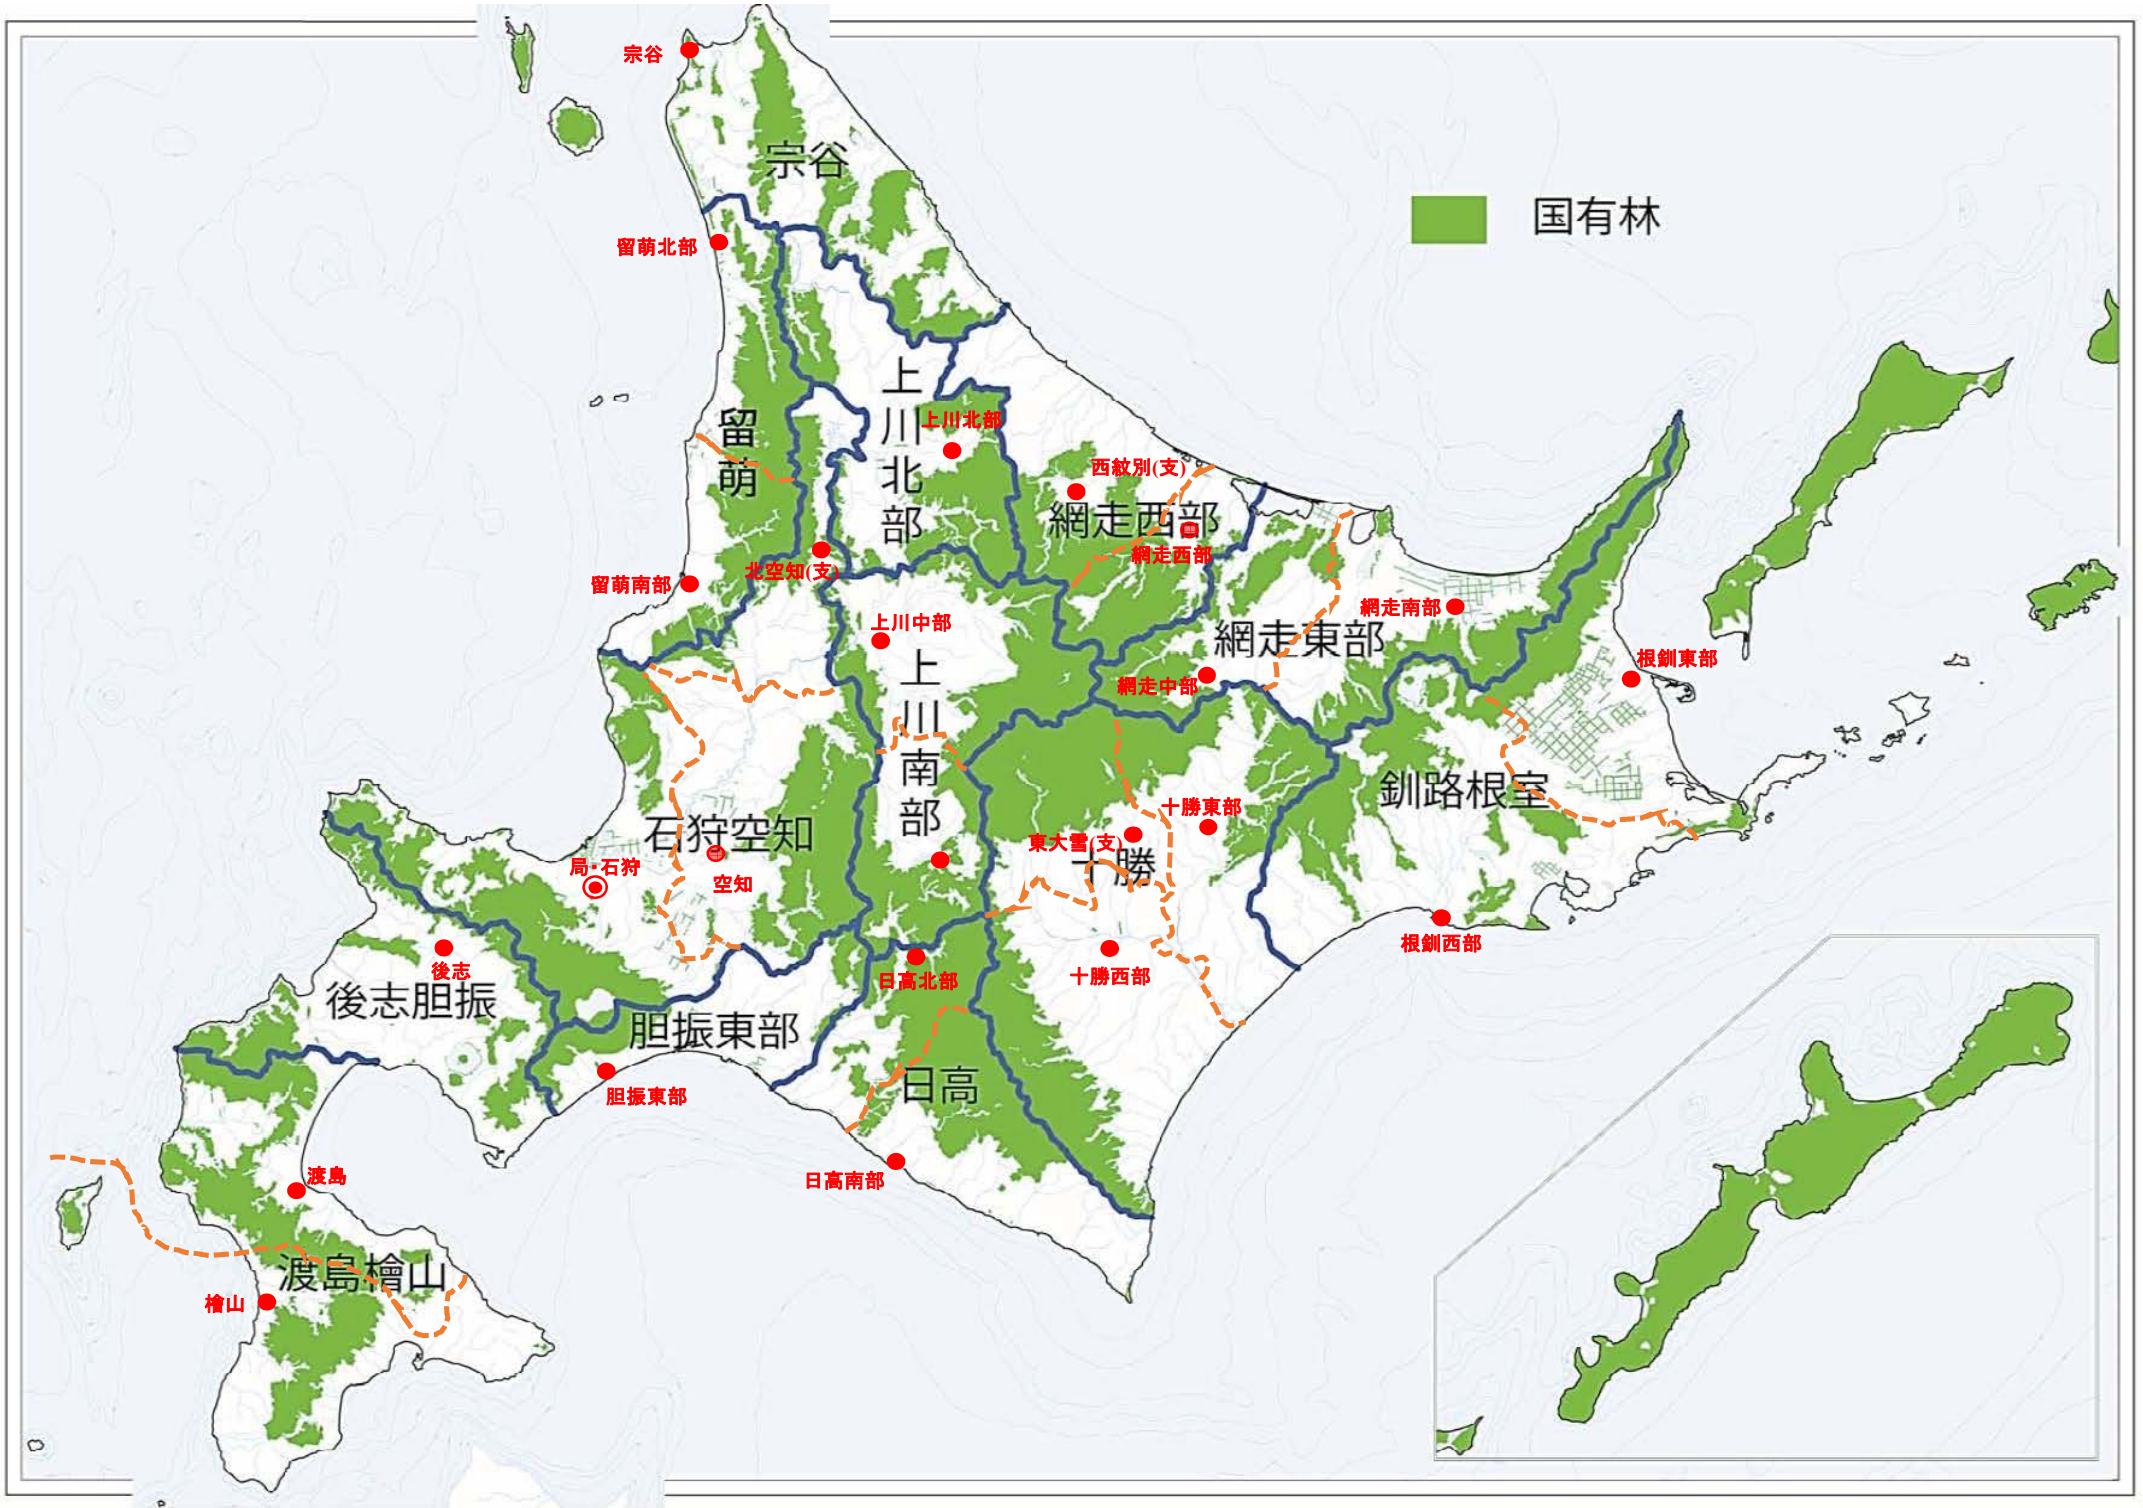 宗谷
宗谷
国有林
留萌北部
上川北部
上川北部
留萌
西紋別(支)
網走西部
網走西部
北空知(支)
留萌南部
網走南部
上川中部
網走東部
根釧東部
網走中部
上川南部
釧路根室
十勝東部
石狩空知
東大雪(支)
十勝
局・石狩
空知
根釧西部
後志
十勝西部
日高北部
後志胆振
胆振東部
日高
胆振東部
渡島
日高南部
渡島檜山
檜山